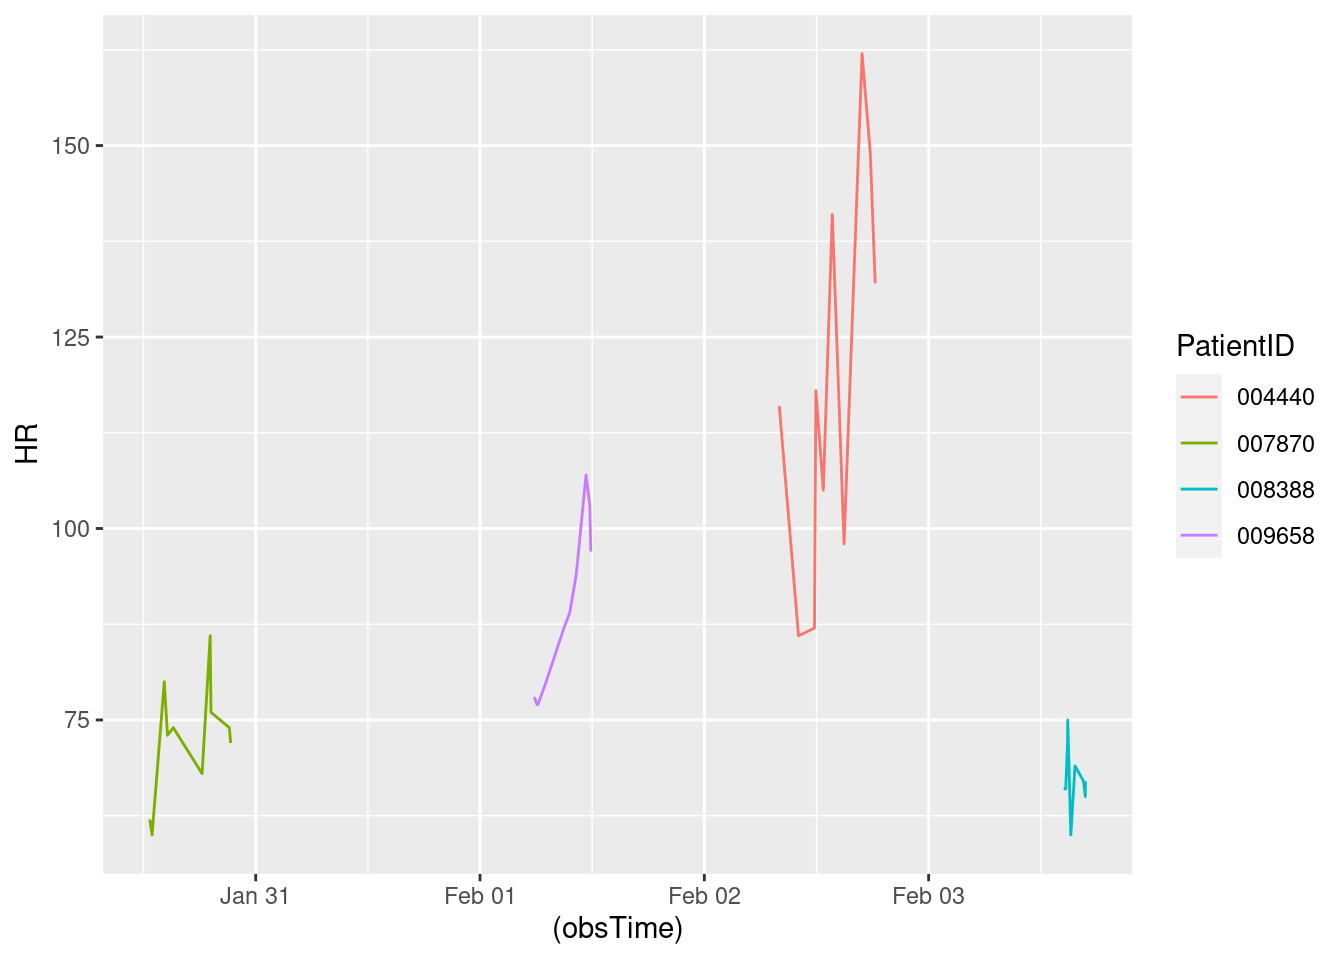 150
125
100
75
HR
Jan 31
Feb 01
Feb 02
Feb 03
(obsTime)
PatientID
004440
007870
008388
009658